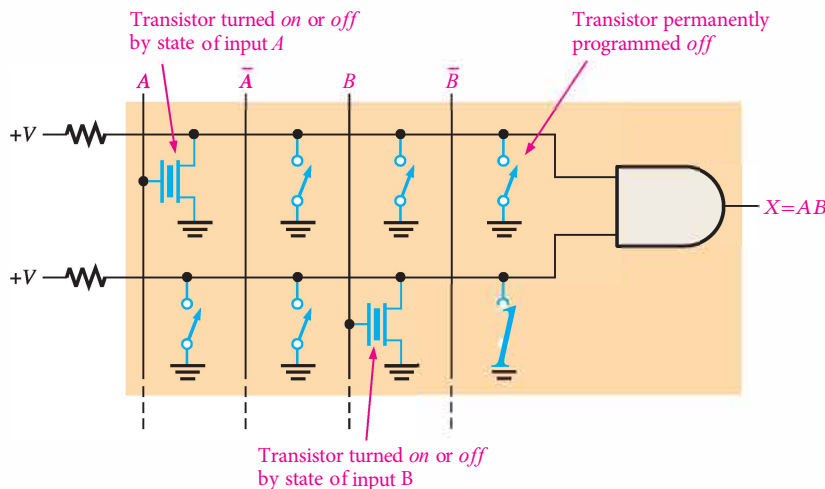 Transistor turned on or off
by state of input A
Transistor permanently
programmed off
A
A̅
B
B̅
+V
X=AB
+V
Transistor turned on or off
by state of input B